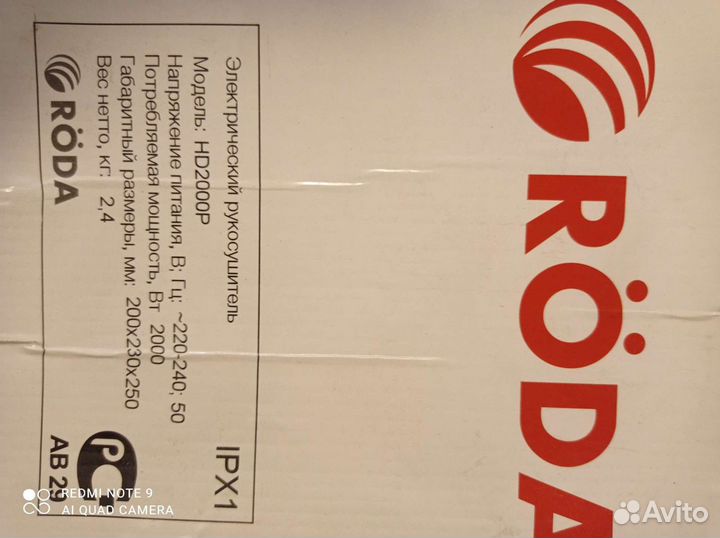 Электрический рукосушитель
Модель: HD2000P
Напряжение питания, В; Гц: ~220-240; 50
Потребляемая мощность, Вт 2000
Габаритный размеры, мм: 200x230x250
Вес нетто, кг: 2,4
IPX1
RÖDA
АВ
RÖDA
REDMI NOTE 9
AI QUAD CAMERA
Avito